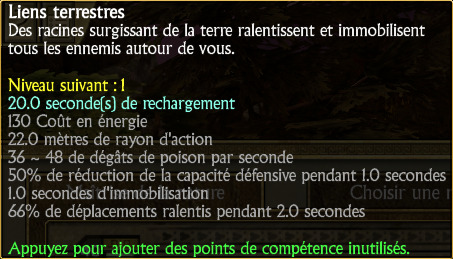 Liens terrestres
Des racines surgissant de la terre ralentissent et immobilisent
tous les ennemis autour de vous.
Niveau suivant : 1
20.0 seconde(s) de rechargement
130 Coût en énergie
22.0 mètres de rayon d'action
36 ~ 48 de dégâts de poison par seconde
50% de réduction de la capacité défensive pendant 1.0 secondes
1.0 secondes d'immobilisation
66% de déplacements ralentis pendant 2.0 secondes
Appuyez pour ajouter des points de compétence inutilisés.
Choisir une